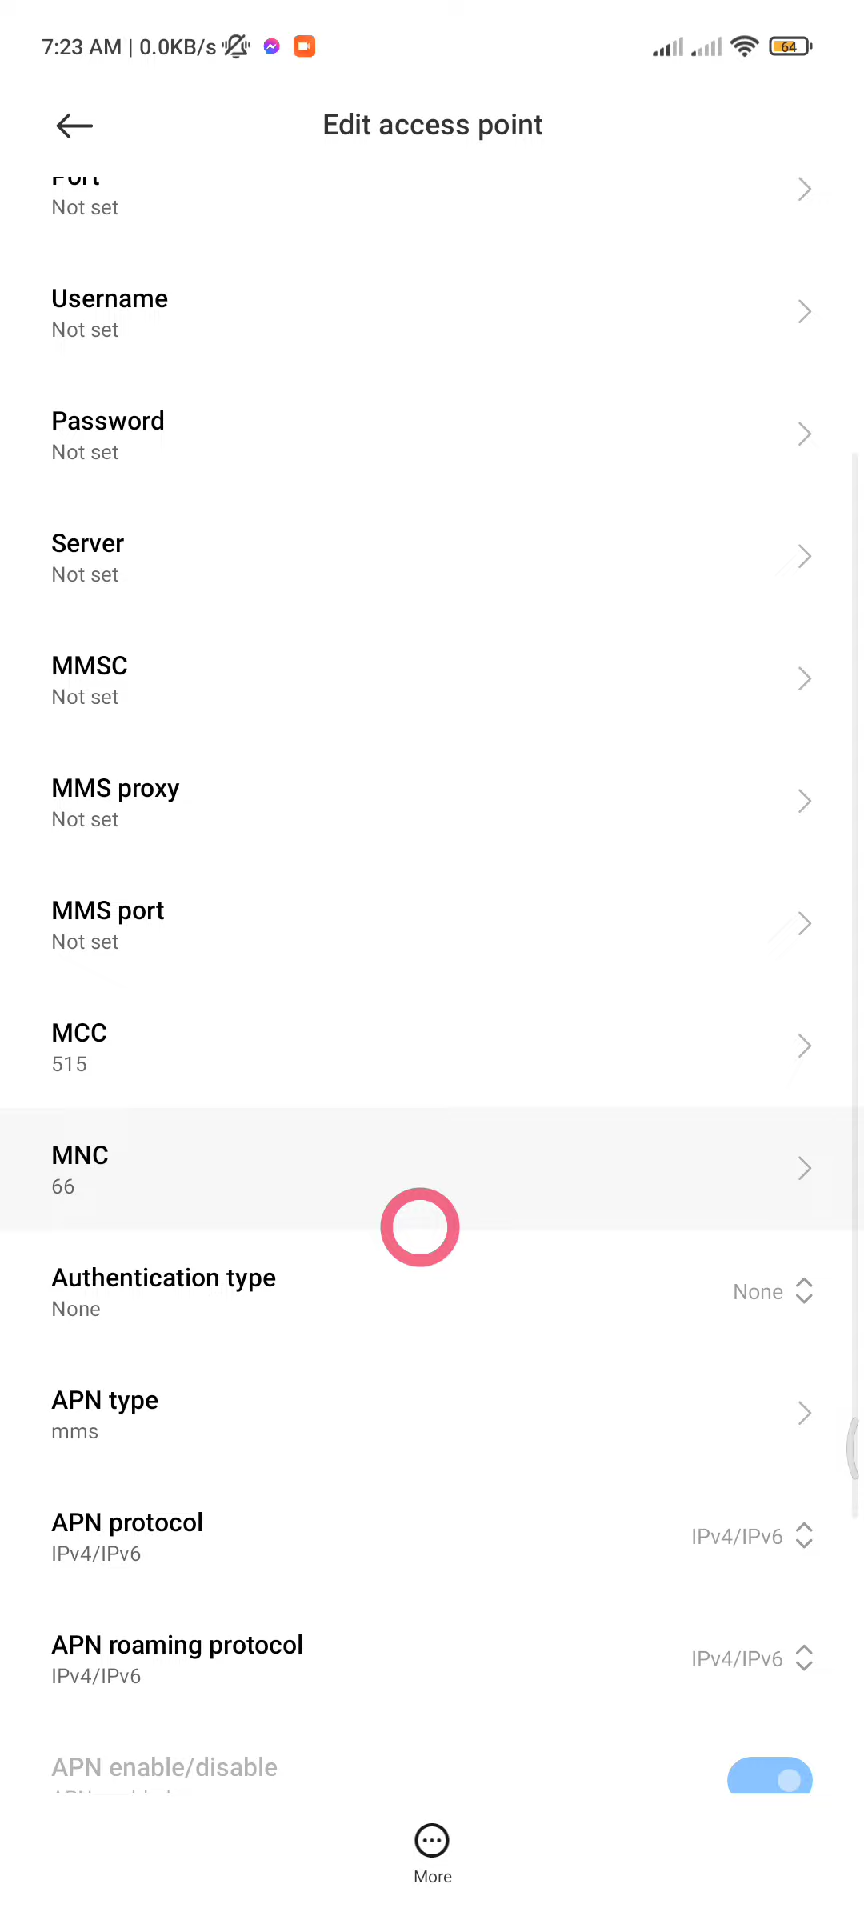 7:23 AM | 0.0KB/s
64
Edit access point
Port
Not set
Username
Not set
Password
Not set
Server
Not set
MMSC
Not set
MMS proxy
Not set
MMS port
Not set
MCC
515
MNC
66
Authentication type
None
None
APN type
mms
APN protocol
IPv4/IPv6
IPv4/IPv6
APN roaming protocol
IPv4/IPv6
IPv4/IPv6
APN enable/disable
More